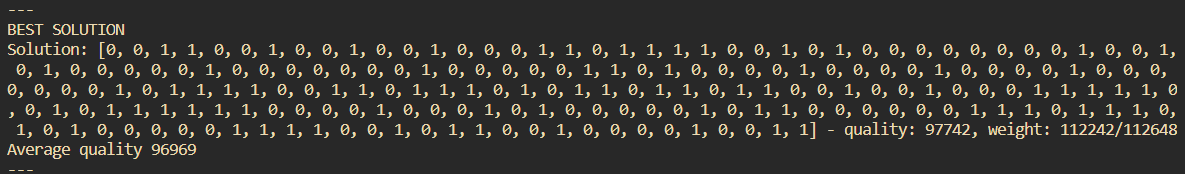 ---
BEST SOLUTION
Solution: [0, 0, 1, 1, 0, 0, 1, 0, 0, 1, 0, 0, 1, 0, 0, 0, 1, 1, 0, 1, 1, 1, 1, 0, 0, 1, 0, 1, 0, 0, 0, 0, 0, 0, 0, 0, 1, 0, 0, 1,
 0, 1, 0, 0, 0, 0, 0, 1, 0, 0, 0, 0, 0, 0, 0, 1, 0, 0, 0, 0, 0, 1, 1, 0, 1, 0, 0, 0, 0, 1, 0, 0, 0, 0, 1, 0, 0, 0, 0, 1, 0, 0, 0,
0, 0, 0, 0, 1, 0, 1, 1, 1, 1, 0, 0, 1, 1, 0, 1, 1, 1, 0, 1, 0, 1, 1, 0, 1, 1, 0, 1, 1, 0, 0, 1, 0, 0, 1, 0, 0, 0, 1, 1, 1, 1, 1, 0
, 0, 1, 0, 1, 1, 1, 1, 1, 1, 1, 0, 0, 0, 0, 1, 0, 0, 0, 1, 0, 1, 0, 0, 0, 0, 0, 1, 0, 1, 1, 0, 0, 0, 0, 0, 0, 1, 1, 1, 0, 1, 1, 1, 0,
 1, 0, 1, 0, 0, 0, 0, 0, 1, 1, 1, 1, 0, 0, 1, 0, 1, 1, 0, 0, 1, 0, 0, 0, 0, 1, 0, 0, 1, 1] - quality: 97742, weight: 112242/112648
Average quality 96969
---